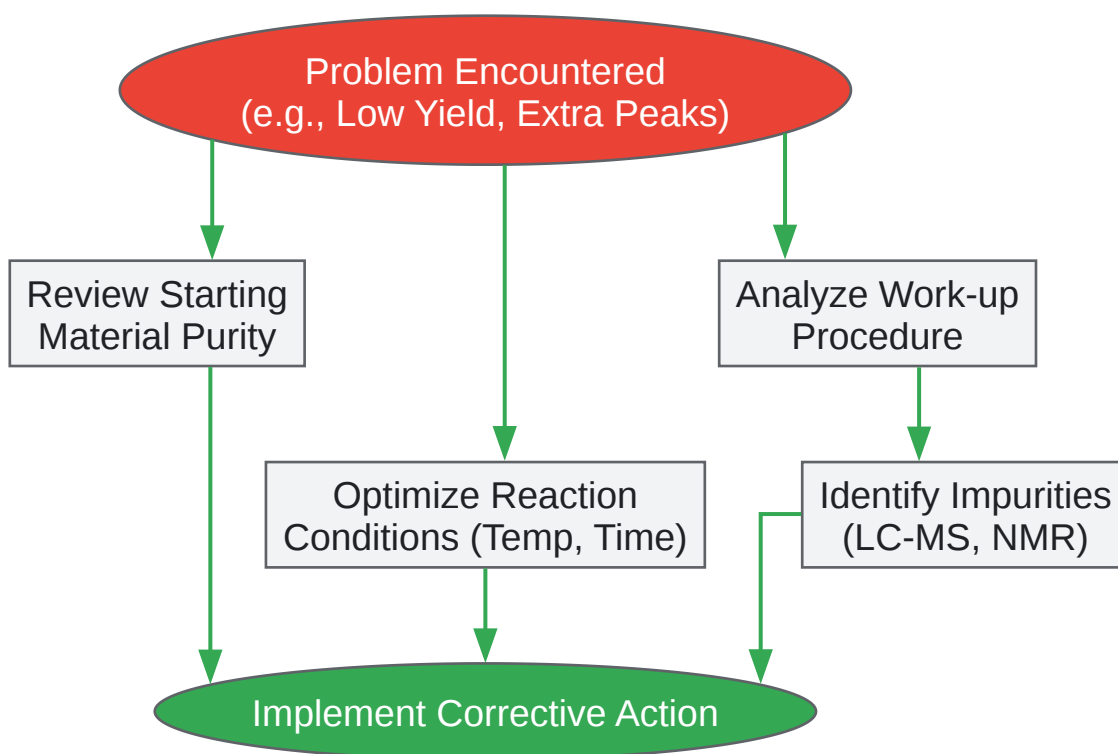 Problem Encountered
(e.g., Low Yield, Extra Peaks)
Review Starting
Material Purity
Analyze Work-up
Procedure
Optimize Reaction
Conditions (Temp, Time)
Identify Impurities
(LC-MS, NMR)
Implement Corrective Action